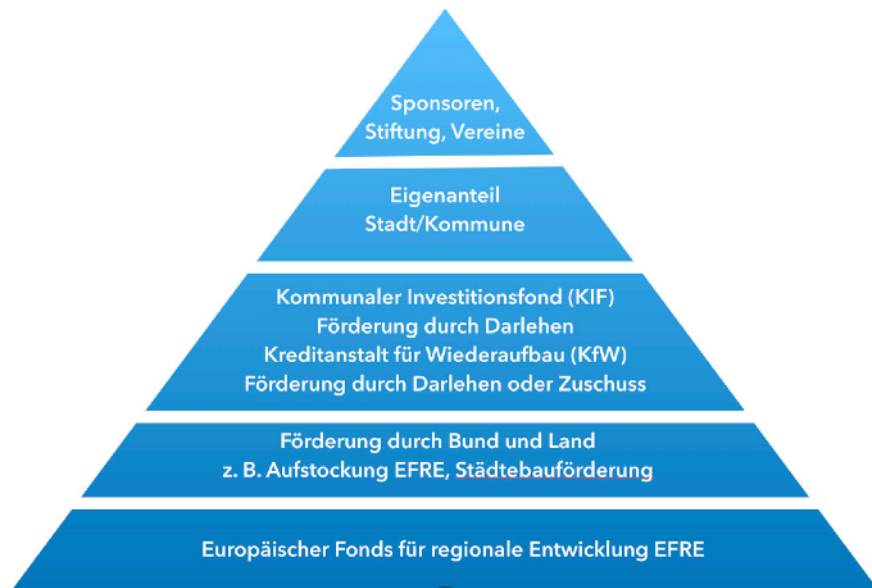 Sponsoren,
Stiftung, Vereine
Eigenanteil
Stadt/Kommune
Kommunaler Investitionsfond (KIF)
Förderung durch Darlehen
Kreditanstalt für Wiederaufbau (KfW)
Förderung durch Darlehen oder Zuschuss
Förderung durch Bund und Land
z. B. Aufstockung EFRE, Städtebauförderung
Europäischer Fonds für regionale Entwicklung EFRE